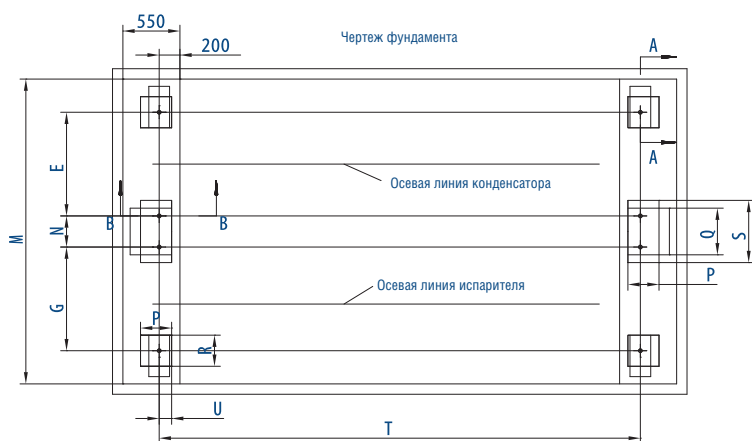 550
200
Чертеж фундамента
A
A
E
Осевая линия конденсатора
B
B
N
M
Q
S
P
G
Осевая линия испарителя
P
R
U
T